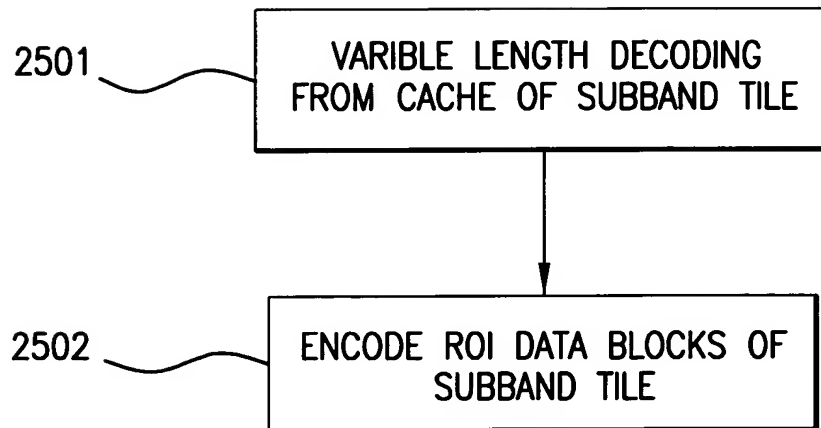 2501
VARIBLE LENGTH DECODING
FROM CACHE OF SUBBAND TILE
2502
ENCODE ROI DATA BLOCKS OF
SUBBAND TILE